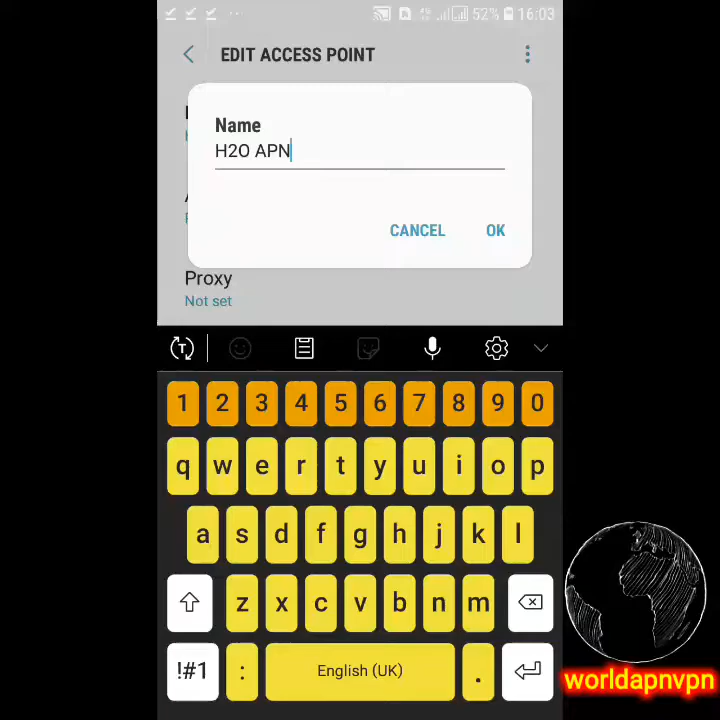 52% 16:03
EDIT ACCESS POINT
Name
H2O APN
CANCEL OK
Proxy
Not set
1 2 3 4 5 6 7 8 9 0
q w e r t y u i o p
a s d f g h j k l
z x c v b n m
!#1 : English (UK) .
worldapnvpn